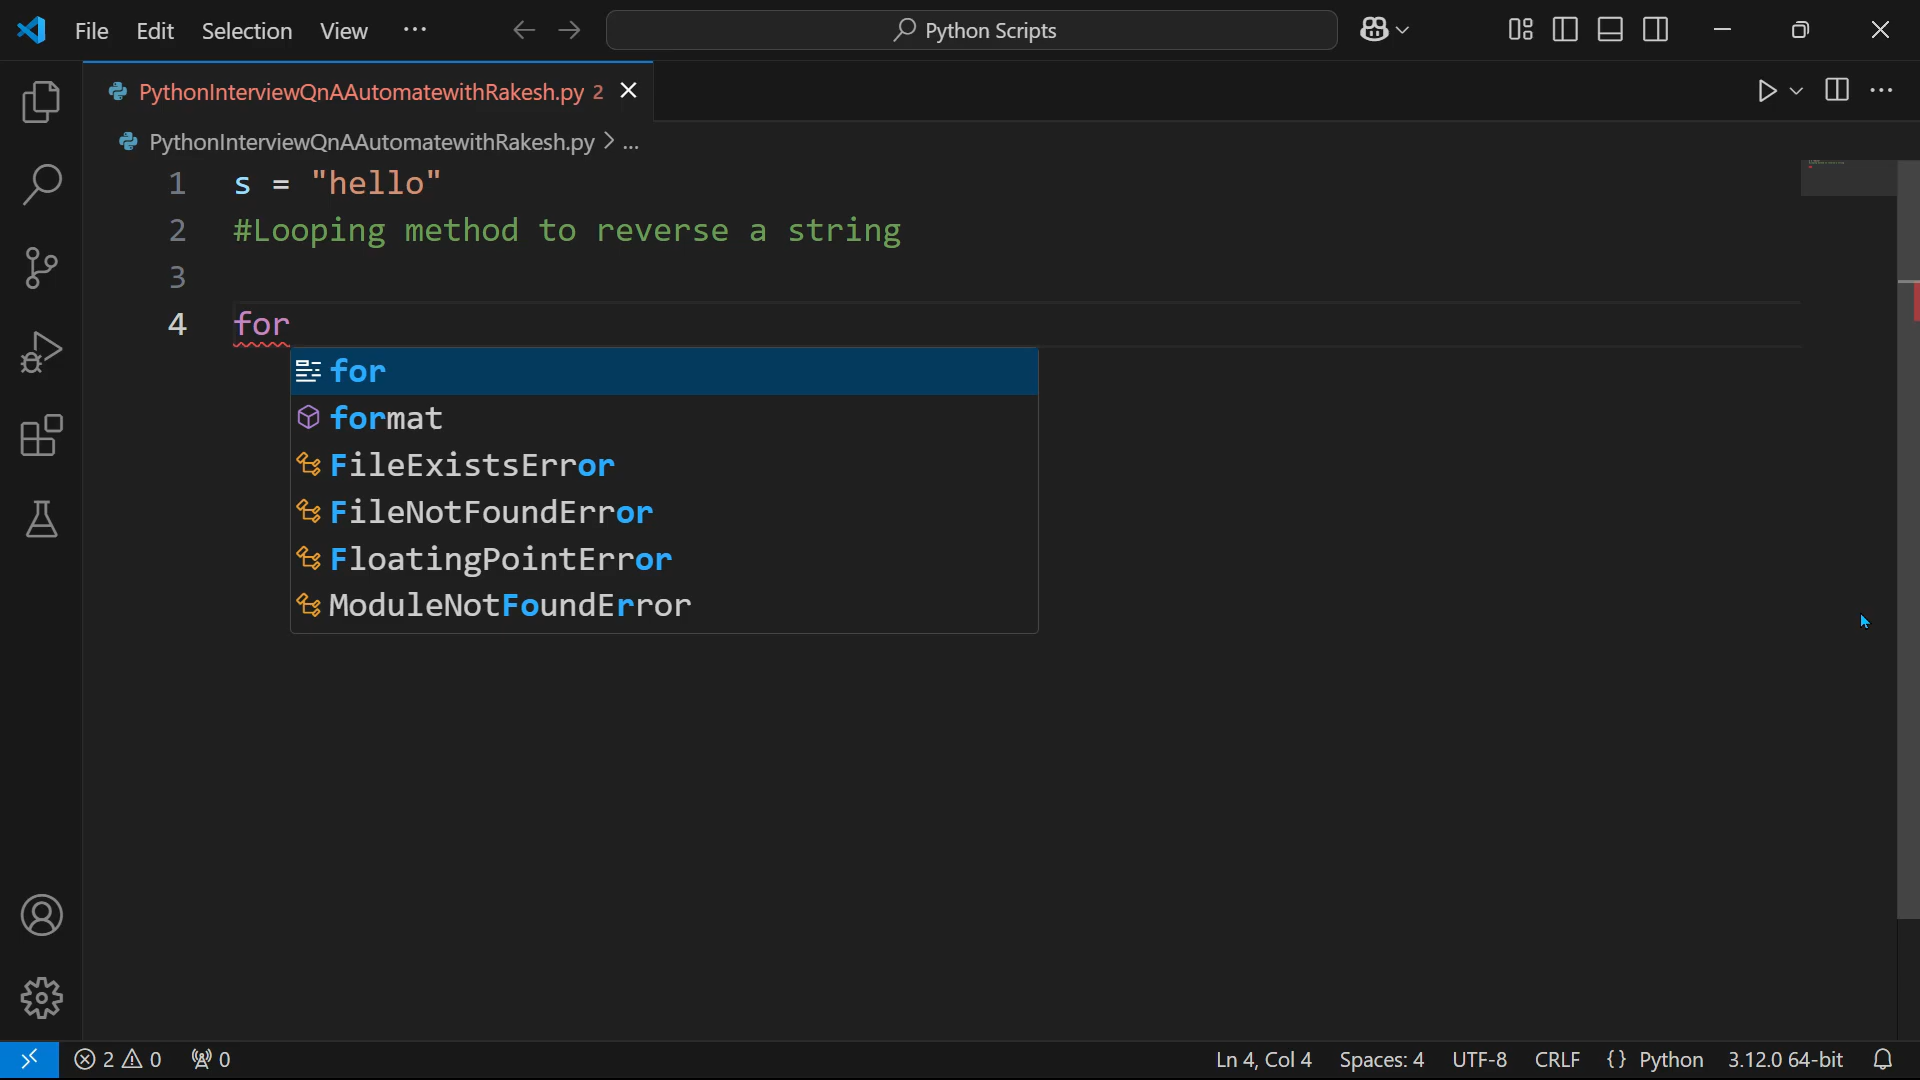 File Edit Selection View ··· Python Scripts
PythonInterviewQnAAutomatewithRakesh.py 2
PythonInterviewQnAAutomatewithRakesh.py > ...
1 s = "hello"
2 #Looping method to reverse a string
3
4 for
for
format
FileExistsError
FileNotFoundError
FloatingPointError
ModuleNotFoundError
2 0 0 Ln 4, Col 4 Spaces: 4 UTF-8 CRLF {} Python 3.12.0 64-bit